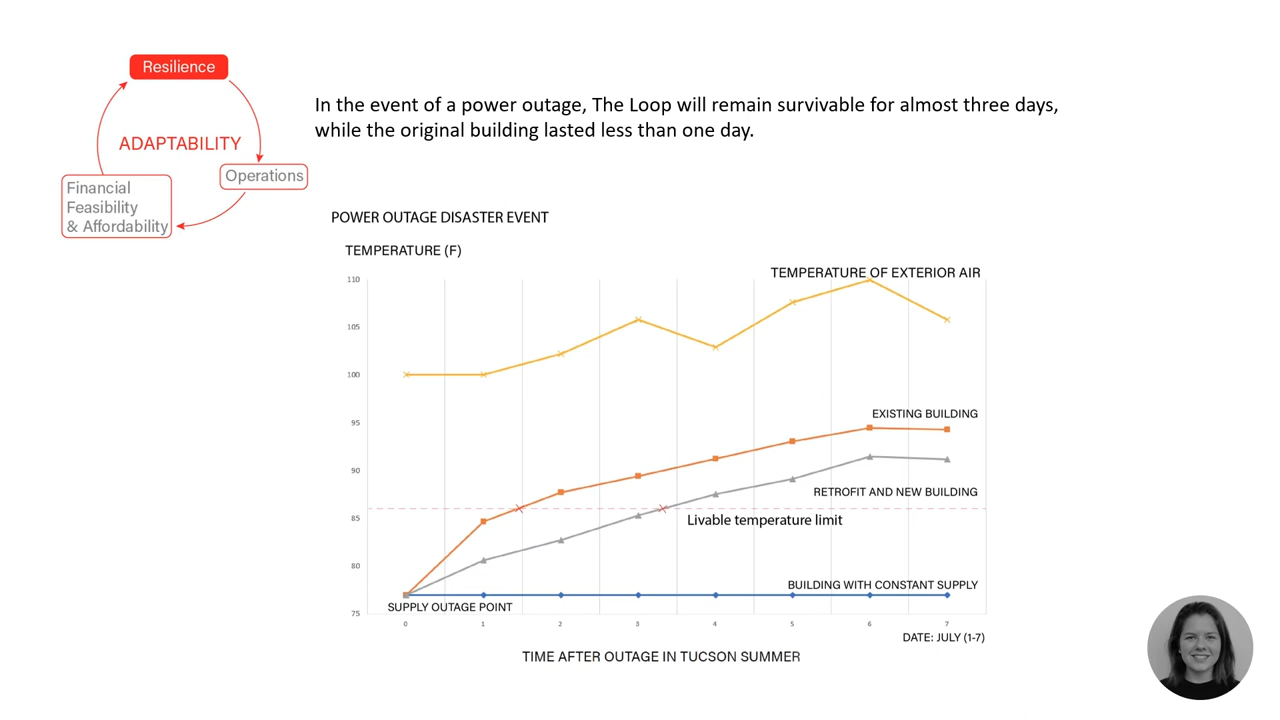 Resilience
ADAPTABILITY
Operations
Financial
Feasibility
& Affordability
In the event of a power outage, The Loop will remain survivable for almost three days,
while the original building lasted less than one day.
POWER OUTAGE DISASTER EVENT
TEMPERATURE (F)
TEMPERATURE OF EXTERIOR AIR
110
105
100
95
EXISTING BUILDING
90
RETROFIT AND NEW BUILDING
85
Livable temperature limit
80
BUILDING WITH CONSTANT SUPPLY
75
SUPPLY OUTAGE POINT
0 1 2 3 4 5 6 7
DATE: JULY (1-7)
TIME AFTER OUTAGE IN TUCSON SUMMER